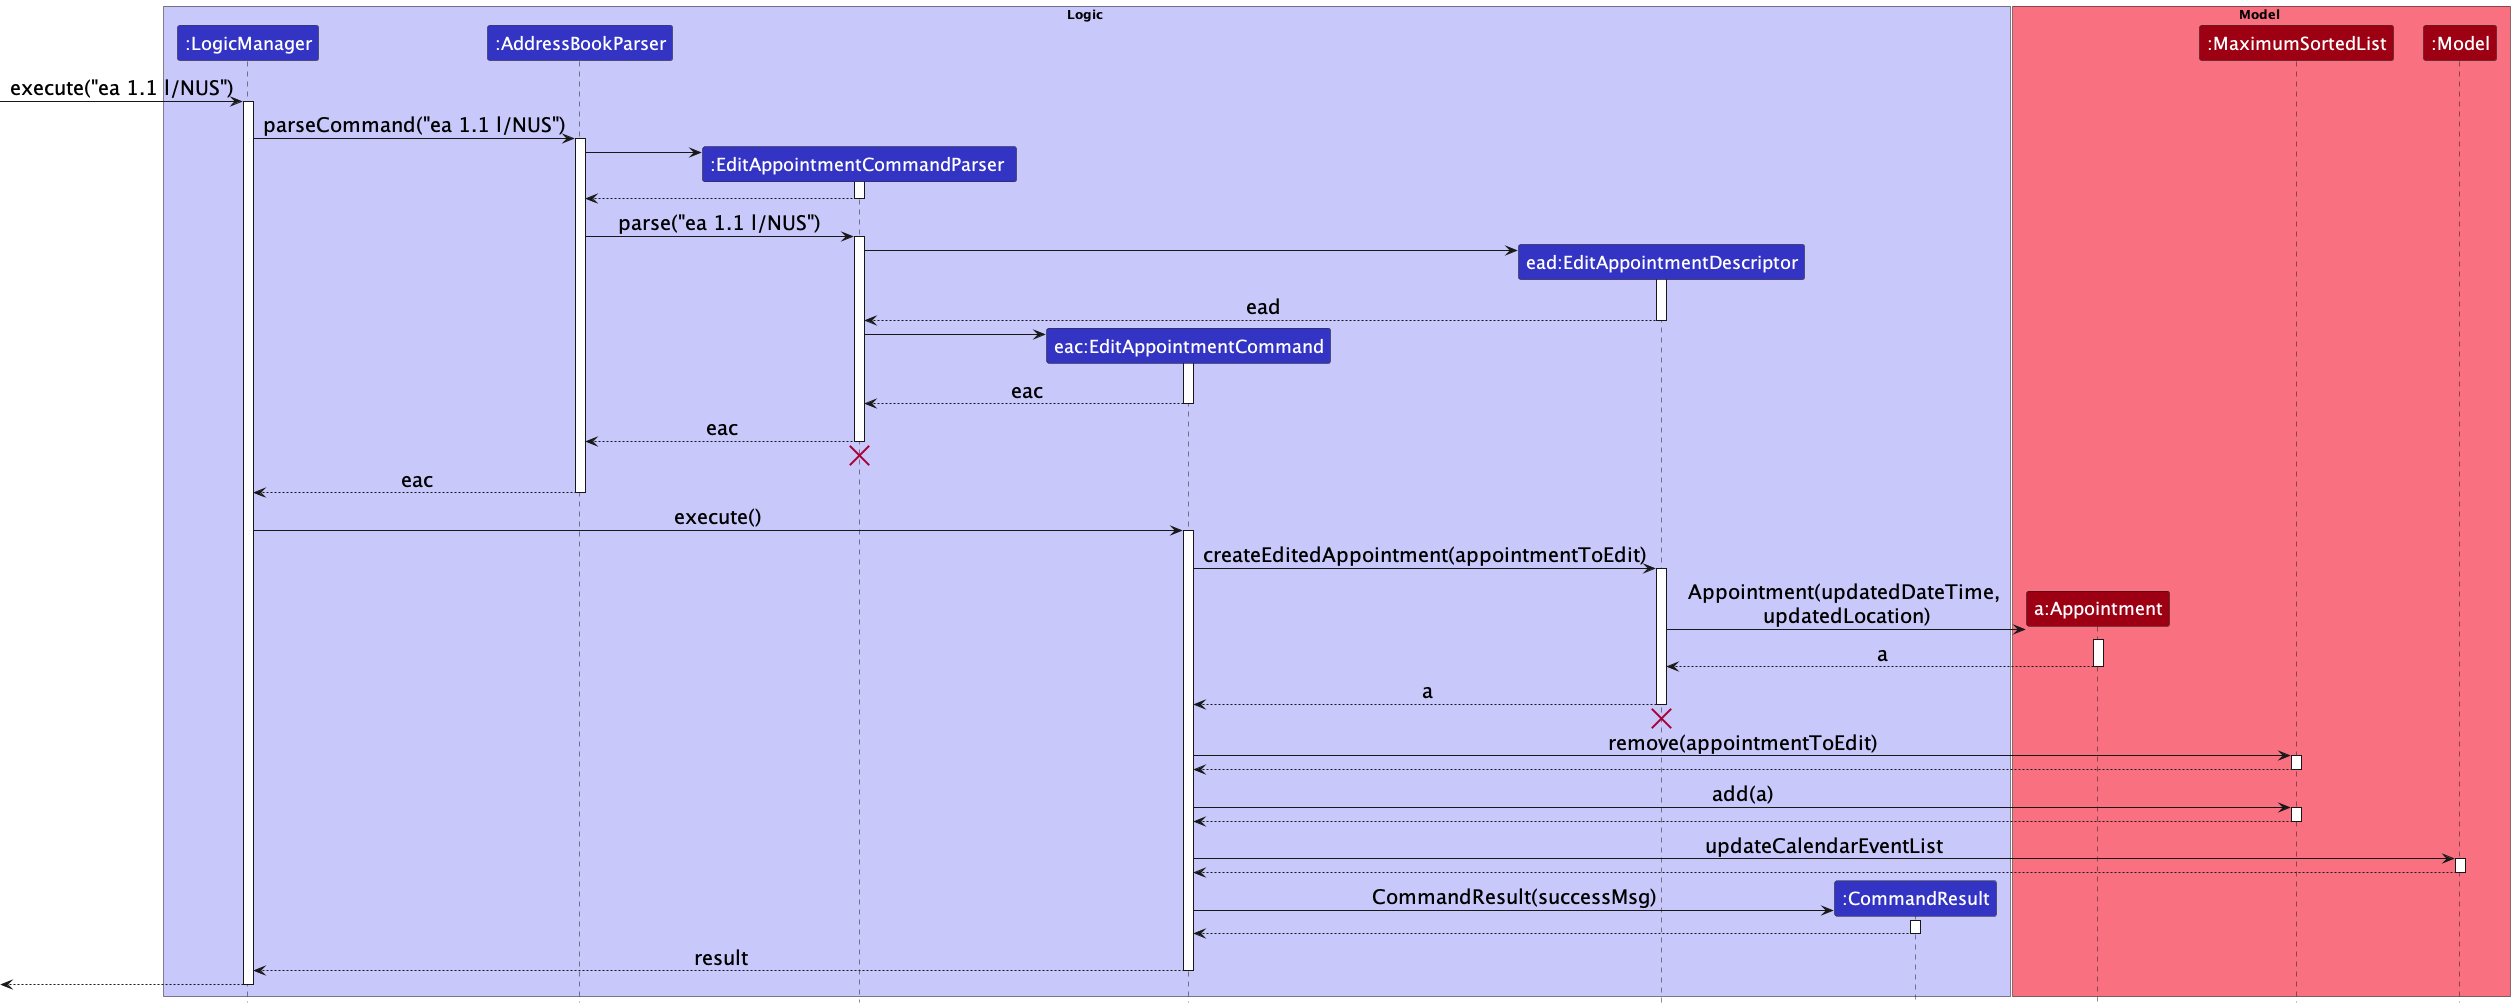 Logic
Model
:LogicManager
:AddressBookParser
:MaximumSortedList
:Model
execute("ea 1.1 l/NUS")
parseCommand("ea 1.1 l/NUS")
:EditAppointmentCommandParser
parse("ea 1.1 l/NUS")
ead:EditAppointmentDescriptor
ead
eac:EditAppointmentCommand
eac
eac
eac
execute()
createEditedAppointment(appointmentToEdit)
Appointment(updatedDateTime,
updatedLocation)
a:Appointment
a
a
remove(appointmentToEdit)
add(a)
updateCalendarEventList
CommandResult(successMsg)
:CommandResult
result